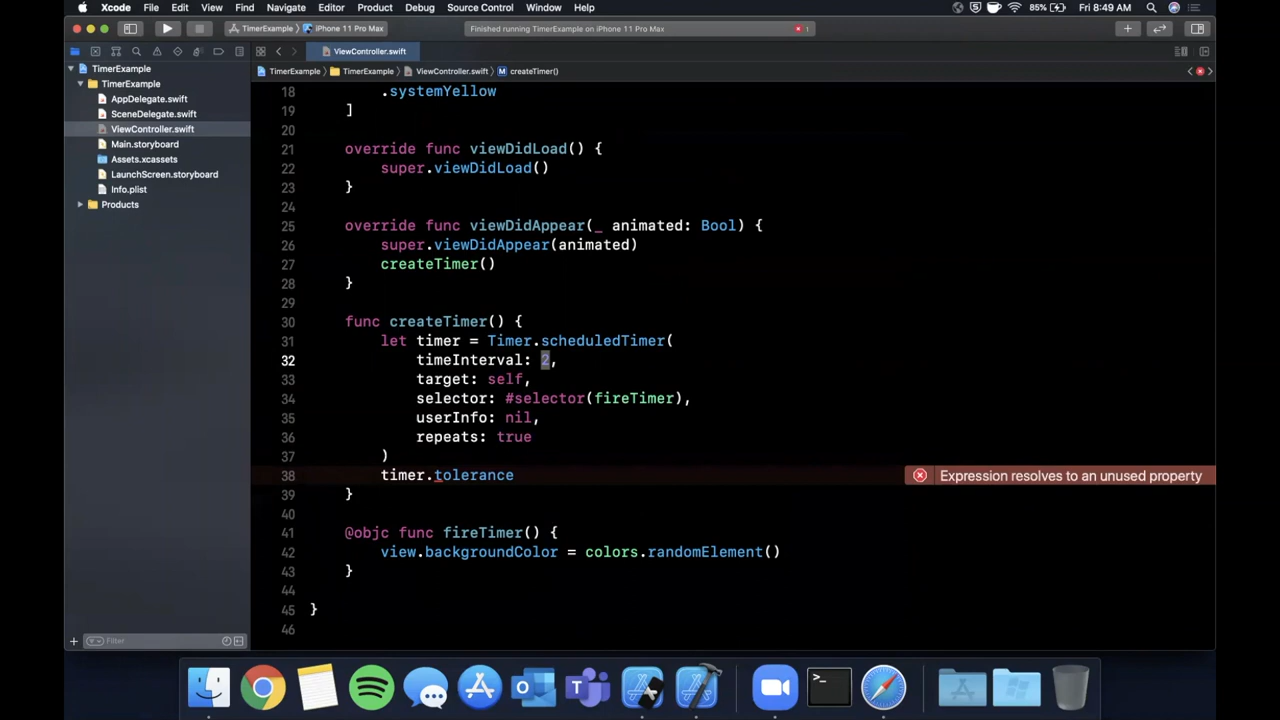 Xcode File Edit View Find Navigate Editor Product Debug Source Control Window Help 85% Fri 8:49 AM
TimerExample iPhone 11 Pro Max Finished running TimerExample on iPhone 11 Pro Max 1
ViewController.swift
TimerExample TimerExample ViewController.swift M createTimer()
TimerExample
TimerExample
AppDelegate.swift
SceneDelegate.swift
ViewController.swift
Main.storyboard
Assets.xcassets
LaunchScreen.storyboard
Info.plist
Products
18 .systemYellow
19 ]
20
21 override func viewDidLoad() {
22 super.viewDidLoad()
23 }
24
25 override func viewDidAppear(_ animated: Bool) {
26 super.viewDidAppear(animated)
27 createTimer()
28 }
29
30 func createTimer() {
31 let timer = Timer.scheduledTimer(
32 timeInterval: 2,
33 target: self,
34 selector: #selector(fireTimer),
35 userInfo: nil,
36 repeats: true
37 )
38 timer.tolerance Expression resolves to an unused property
39 }
40
41 @objc func fireTimer() {
42 view.backgroundColor = colors.randomElement()
43 }
44
45 }
46
Filter